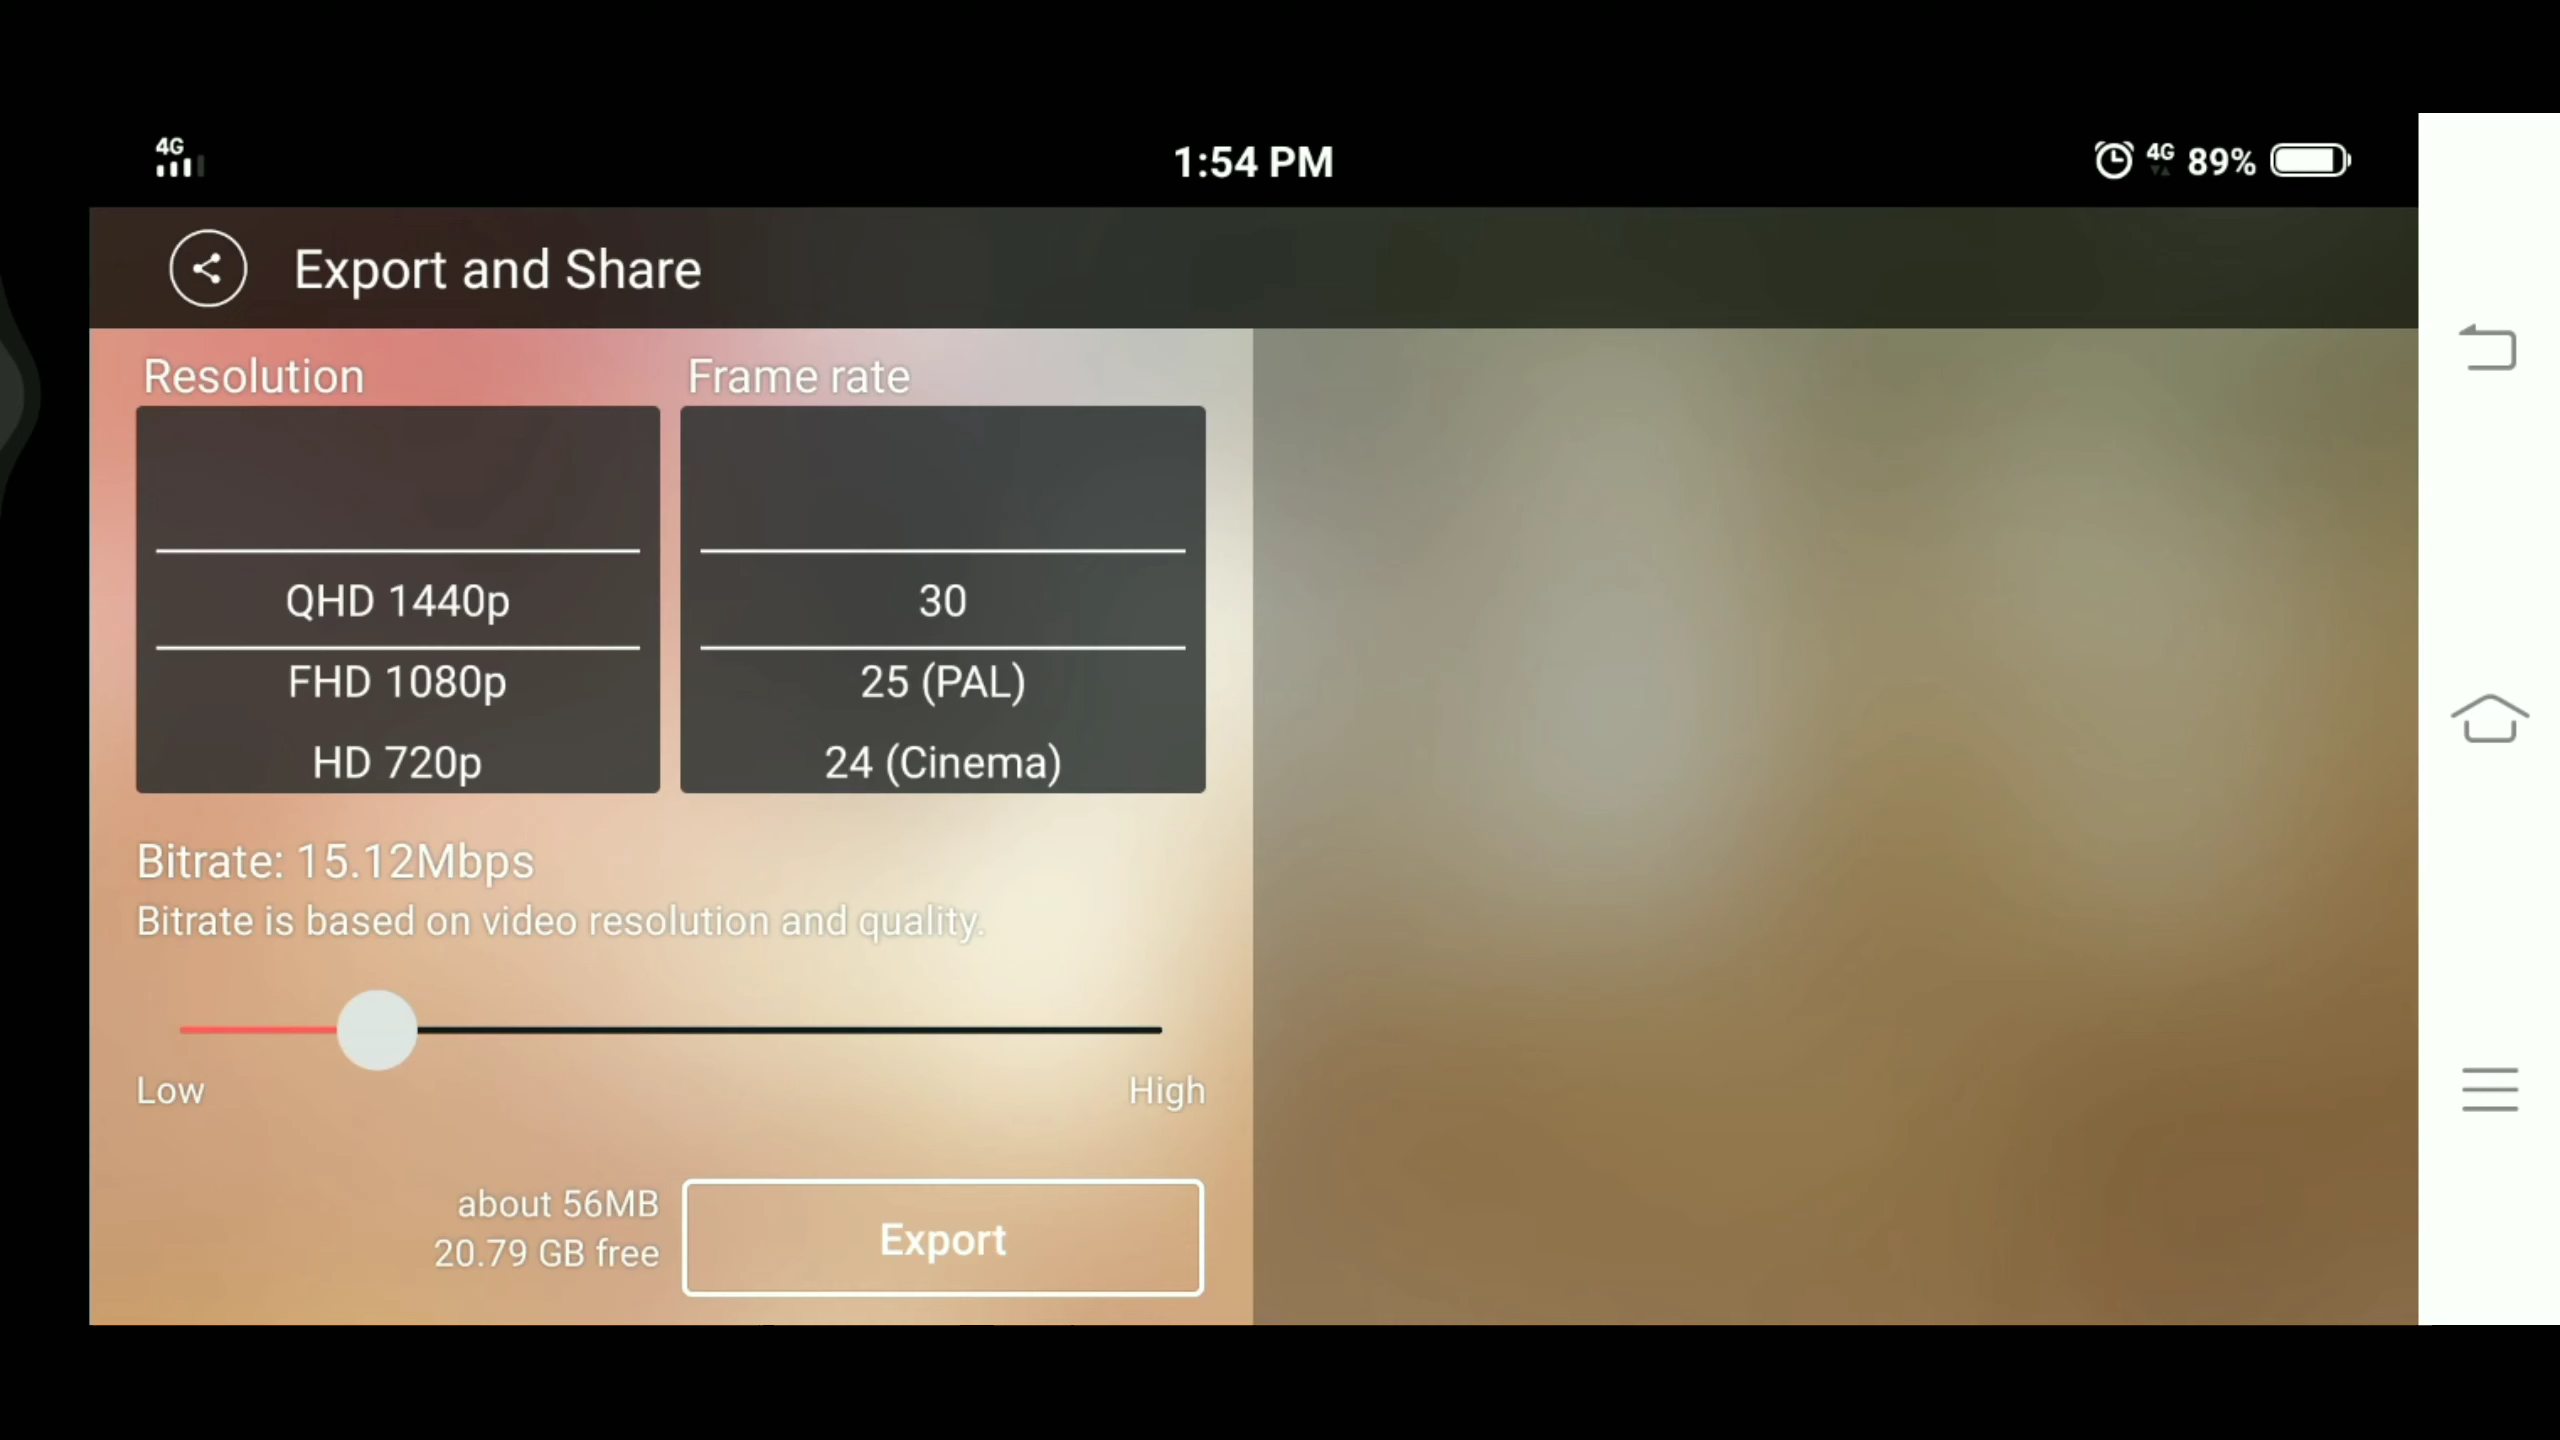 4G
1:54 PM
4G 89%
Export and Share
Resolution
Frame rate
QHD 1440p
30
FHD 1080p
25 (PAL)
HD 720p
24 (Cinema)
Bitrate: 15.12Mbps
Bitrate is based on video resolution and quality.
Low
High
about 56MB
20.79 GB free
Export